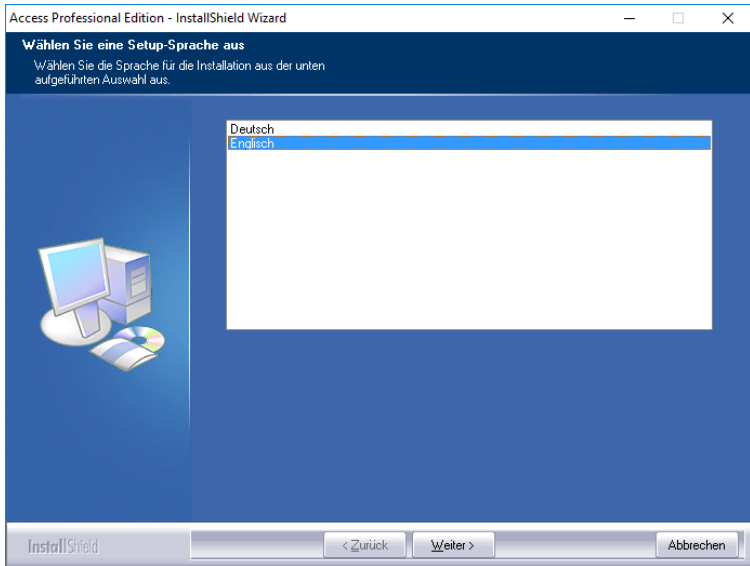 Access Professional Edition - InstallShield Wizard
Wählen Sie eine Setup-Sprache aus
Wählen Sie die Sprache für die Installation aus der unten
aufgeführten Auswahl aus.
Deutsch
Englisch
InstallShield
< Zurück
Weiter >
Abbrechen